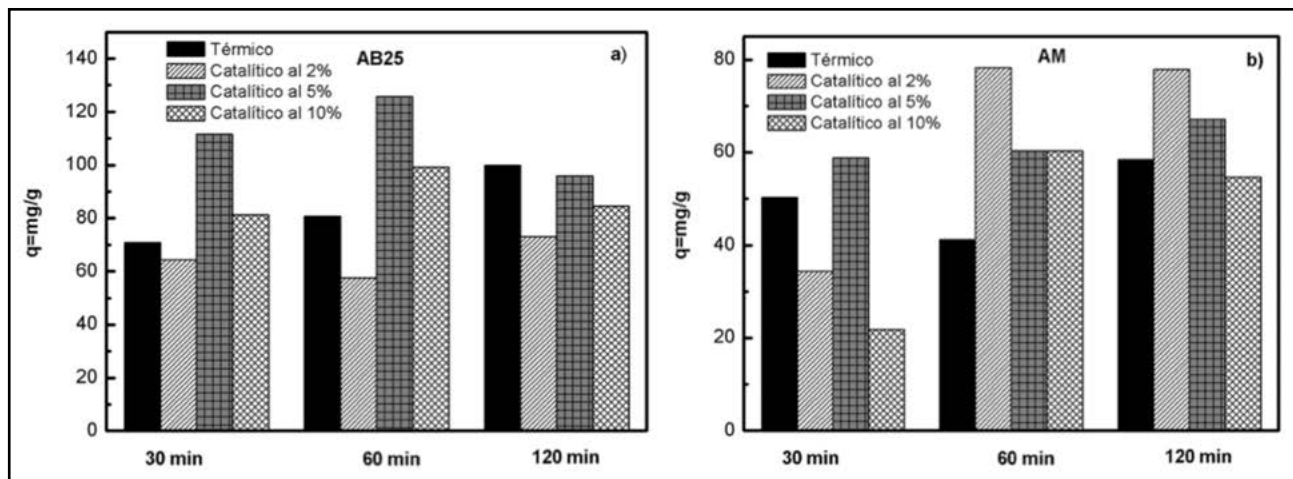 AB25
a)
Térmico
Catalítico al 2%
Catalítico al 5%
Catalítico al 10%
q=mg/g
140
120
100
80
60
40
20
0
30 min
60 min
120 min
AM
b)
Térmico
Catalítico al 2%
Catalítico al 5%
Catalítico al 10%
q=mg/g
80
60
40
20
0
30 min
60 min
120 min